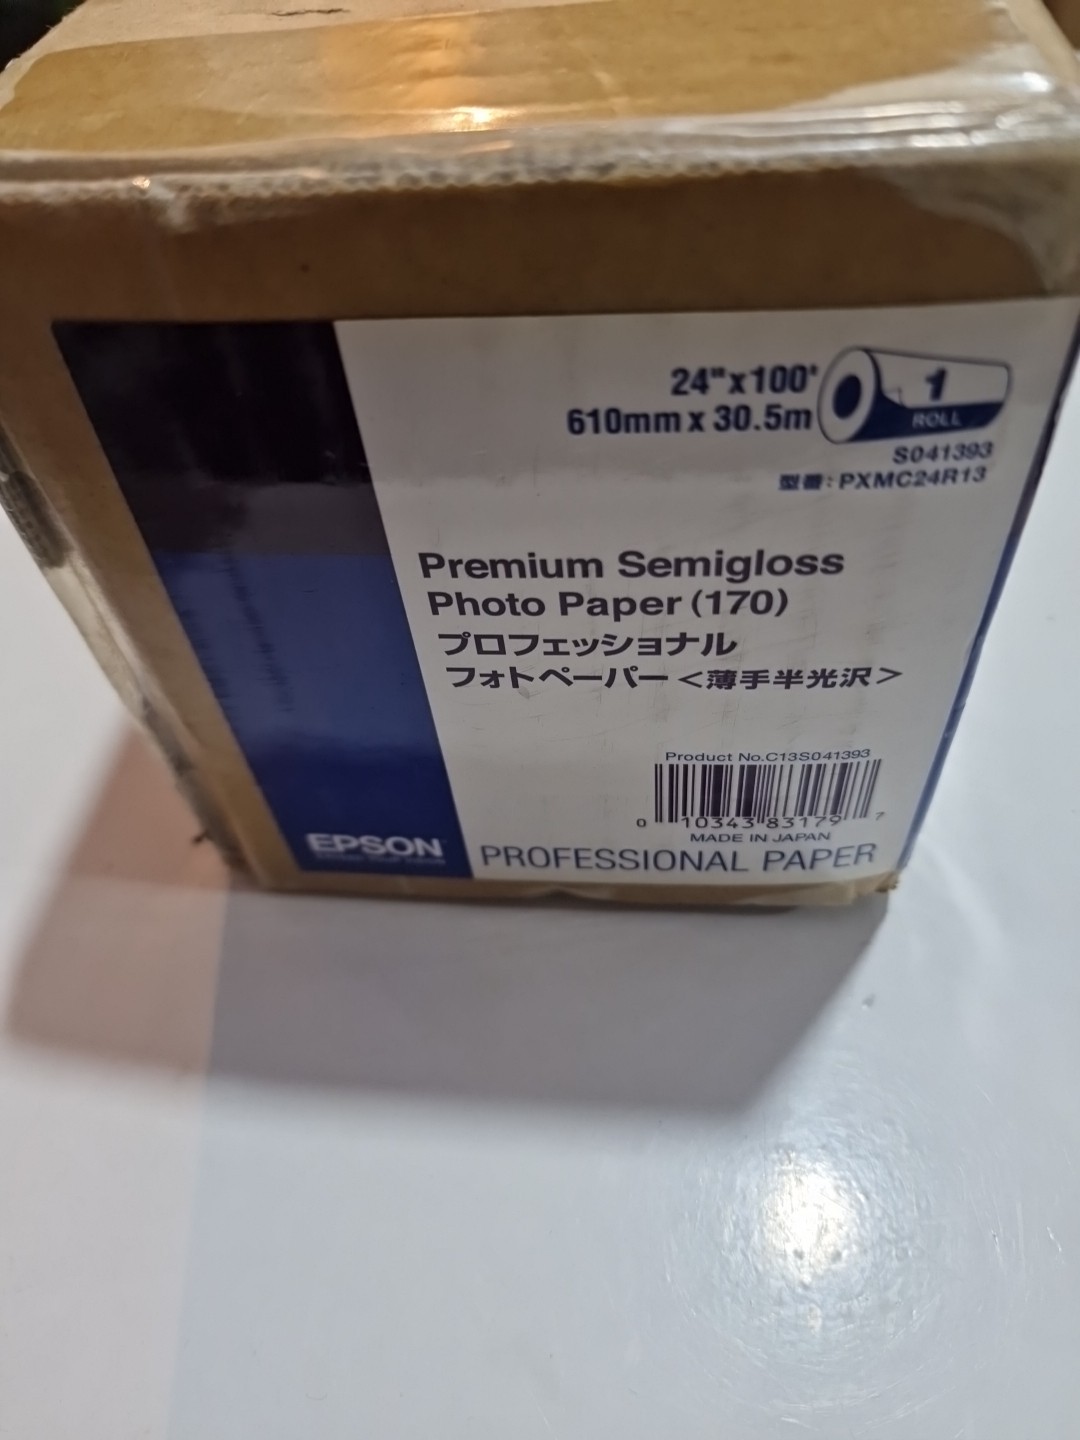 24"x100'
610mm x 30.5m
1
ROLL
S041393
型番:PXMC24R13
Premium Semigloss
Photo Paper (170)
プロフェッショナル
フォトペーパー<薄手半光沢>
Product No.C13S041393
0 10343 83179 7
MADE IN JAPAN
EPSON
PROFESSIONAL PAPER